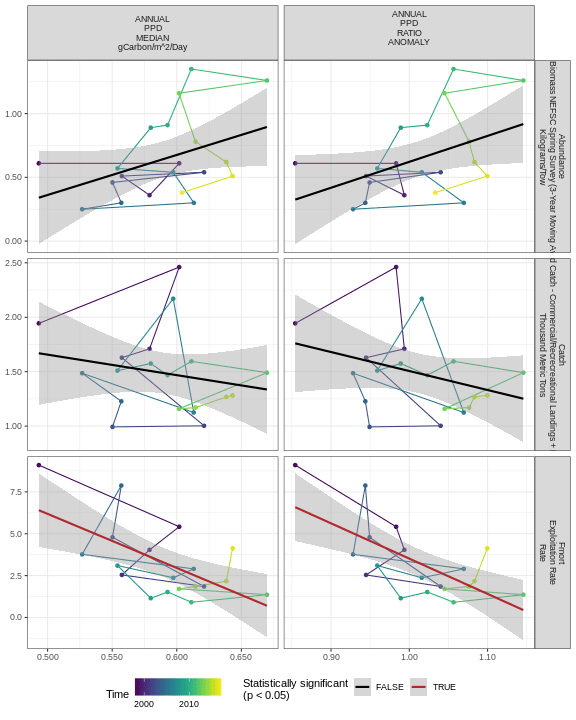 ANNUAL
PPD
MEDIAN
gCarbon/m^2/Day
ANNUAL
PPD
RATIO
ANOMALY
1.00
0.50
0.00
Abundance
Biomass NEFSC Spring Survey (3-Year Moving
Kilograms/Tow
2.50
2.00
1.50
1.00
Catch
Catch - Commercial/Recreational Landings +
Thousand Metric Tons
7.5
5.0
2.5
0.0
Fmort
Exploitation Rate
Rate
0.500
0.550
0.600
0.650
0.90
1.00
1.10
Time
2000
2010
Statistically significant
(p < 0.05)
FALSE
TRUE